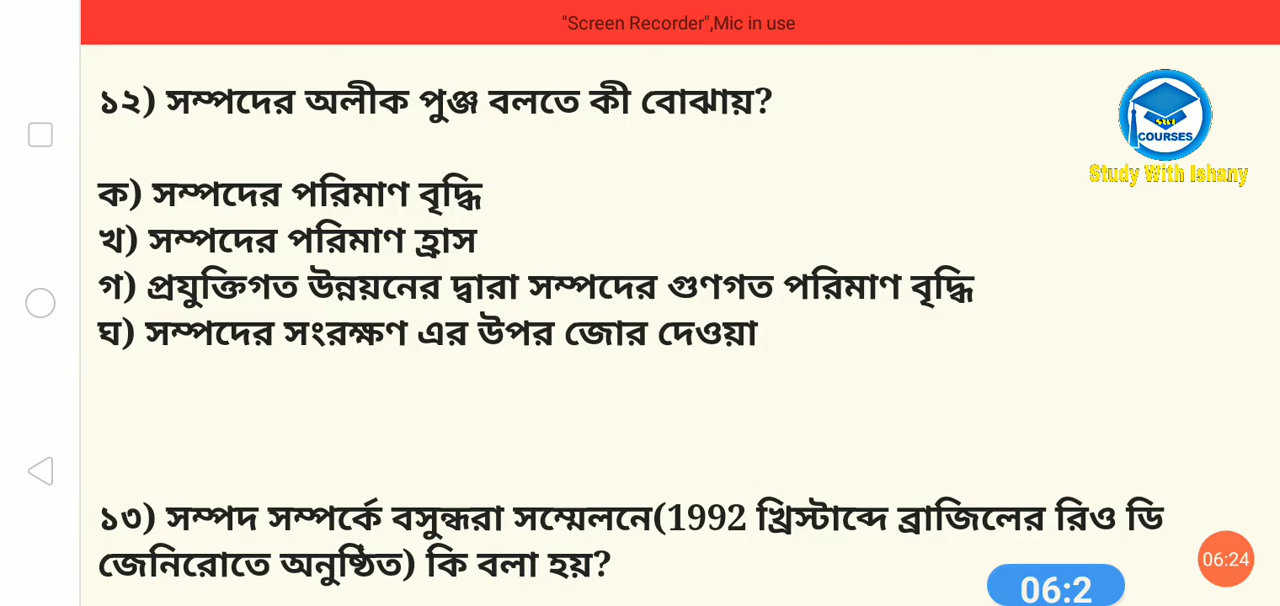 "Screen Recorder",Mic in use
১২) সম্পদের অলীক পুঞ্জ বলতে কী বোঝায়?
SWI
COURSES
Study With Ishany
ক) সম্পদের পরিমাণ বৃদ্ধি
খ) সম্পদের পরিমাণ হ্রাস
গ) প্রযুক্তিগত উন্নয়নের দ্বারা সম্পদের গুণগত পরিমাণ বৃদ্ধি
ঘ) সম্পদের সংরক্ষণ এর উপর জোর দেওয়া
১৩) সম্পদ সম্পর্কে বসুন্ধরা সম্মেলনে(1992 খ্রিস্টাব্দে ব্রাজিলের রিও ডি
জেনিরোতে অনুষ্ঠিত) কি বলা হয়?
06:24
06:2